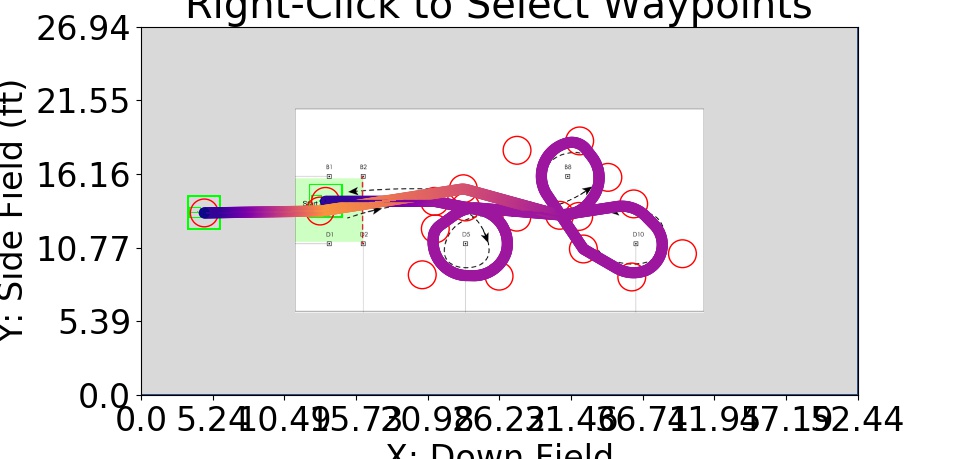 Right-Click to Select Waypoints
26.94
21.55
16.16
10.77
5.39
0.0
Y: Side Field (ft)
B1 B2 B8
Start
D1 D2 D5 D10
0.0 5.24 10.49 15.73 20.98 26.22 31.46 36.71 41.95 47.19 52.44
X: Down Field